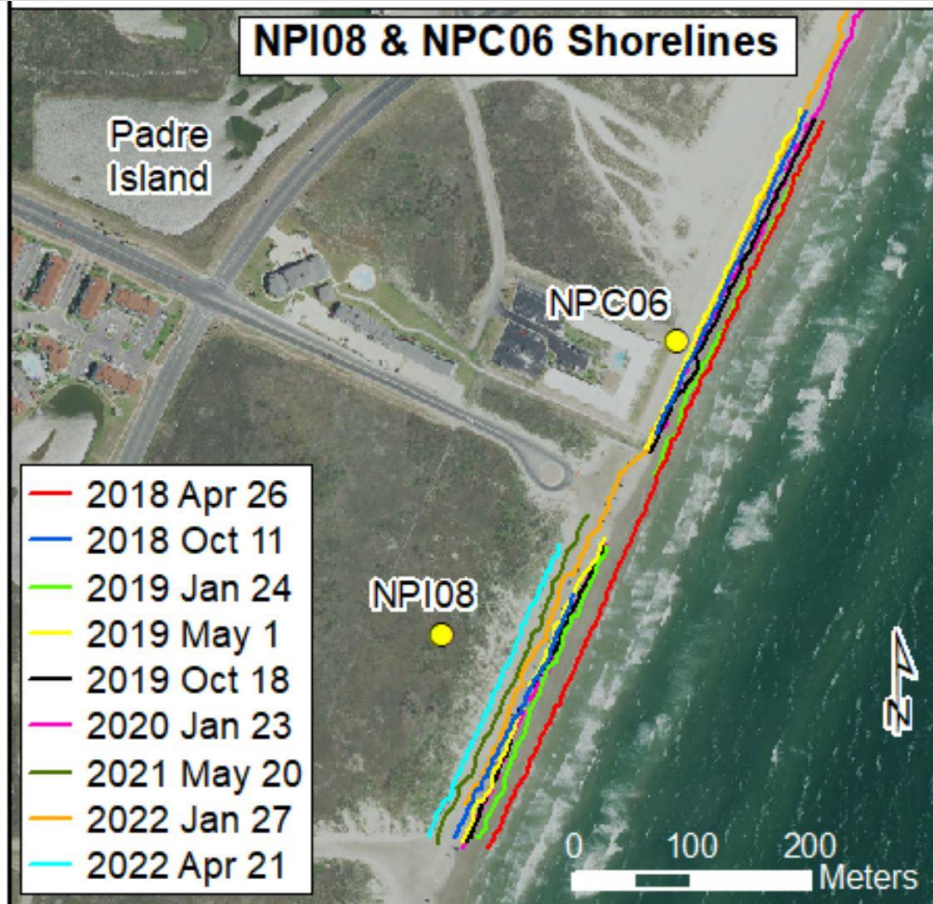 NPI08 & NPC06 Shorelines
Padre
Island
NPC06
NPI08
2018 Apr 26
2018 Oct 11
2019 Jan 24
2019 May 1
2019 Oct 18
2020 Jan 23
2021 May 20
2022 Jan 27
2022 Apr 21
N
0 100 200
Meters